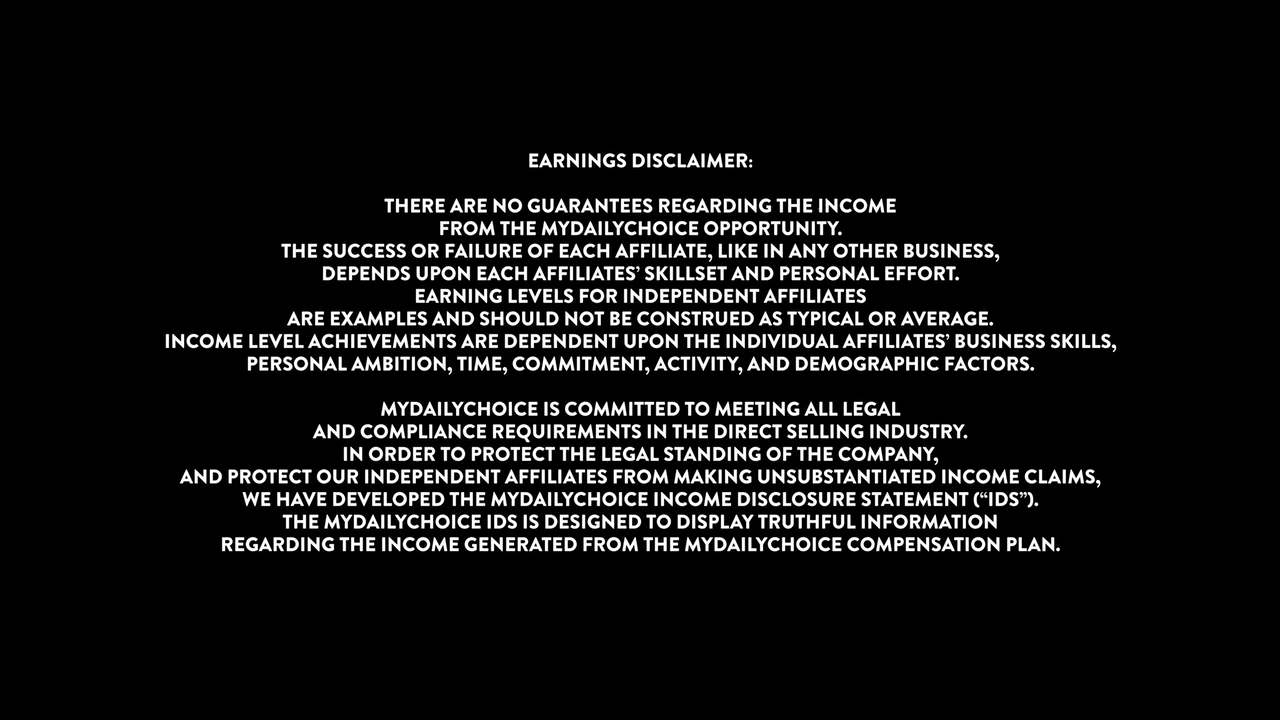 EARNINGS DISCLAIMER:
THERE ARE NO GUARANTEES REGARDING THE INCOME
FROM THE MYDAILYCHOICE OPPORTUNITY.
THE SUCCESS OR FAILURE OF EACH AFFILIATE, LIKE IN ANY OTHER BUSINESS,
DEPENDS UPON EACH AFFILIATES' SKILLSET AND PERSONAL EFFORT.
EARNING LEVELS FOR INDEPENDENT AFFILIATES
ARE EXAMPLES AND SHOULD NOT BE CONSTRUED AS TYPICAL OR AVERAGE.
INCOME LEVEL ACHIEVEMENTS ARE DEPENDENT UPON THE INDIVIDUAL AFFILIATES' BUSINESS SKILLS,
PERSONAL AMBITION, TIME, COMMITMENT, ACTIVITY, AND DEMOGRAPHIC FACTORS.
MYDAILYCHOICE IS COMMITTED TO MEETING ALL LEGAL
AND COMPLIANCE REQUIREMENTS IN THE DIRECT SELLING INDUSTRY.
IN ORDER TO PROTECT THE LEGAL STANDING OF THE COMPANY,
AND PROTECT OUR INDEPENDENT AFFILIATES FROM MAKING UNSUBSTANTIATED INCOME CLAIMS,
WE HAVE DEVELOPED THE MYDAILYCHOICE INCOME DISCLOSURE STATEMENT (“IDS”).
THE MYDAILYCHOICE IDS IS DESIGNED TO DISPLAY TRUTHFUL INFORMATION
REGARDING THE INCOME GENERATED FROM THE MYDAILYCHOICE COMPENSATION PLAN.